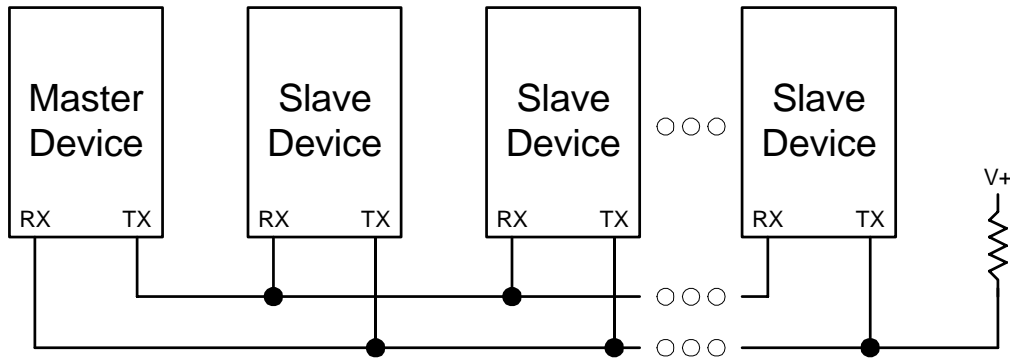 Master
Device
Slave
Device
Slave
Device
Slave
Device
RX TX
RX TX
RX TX
RX TX
V+